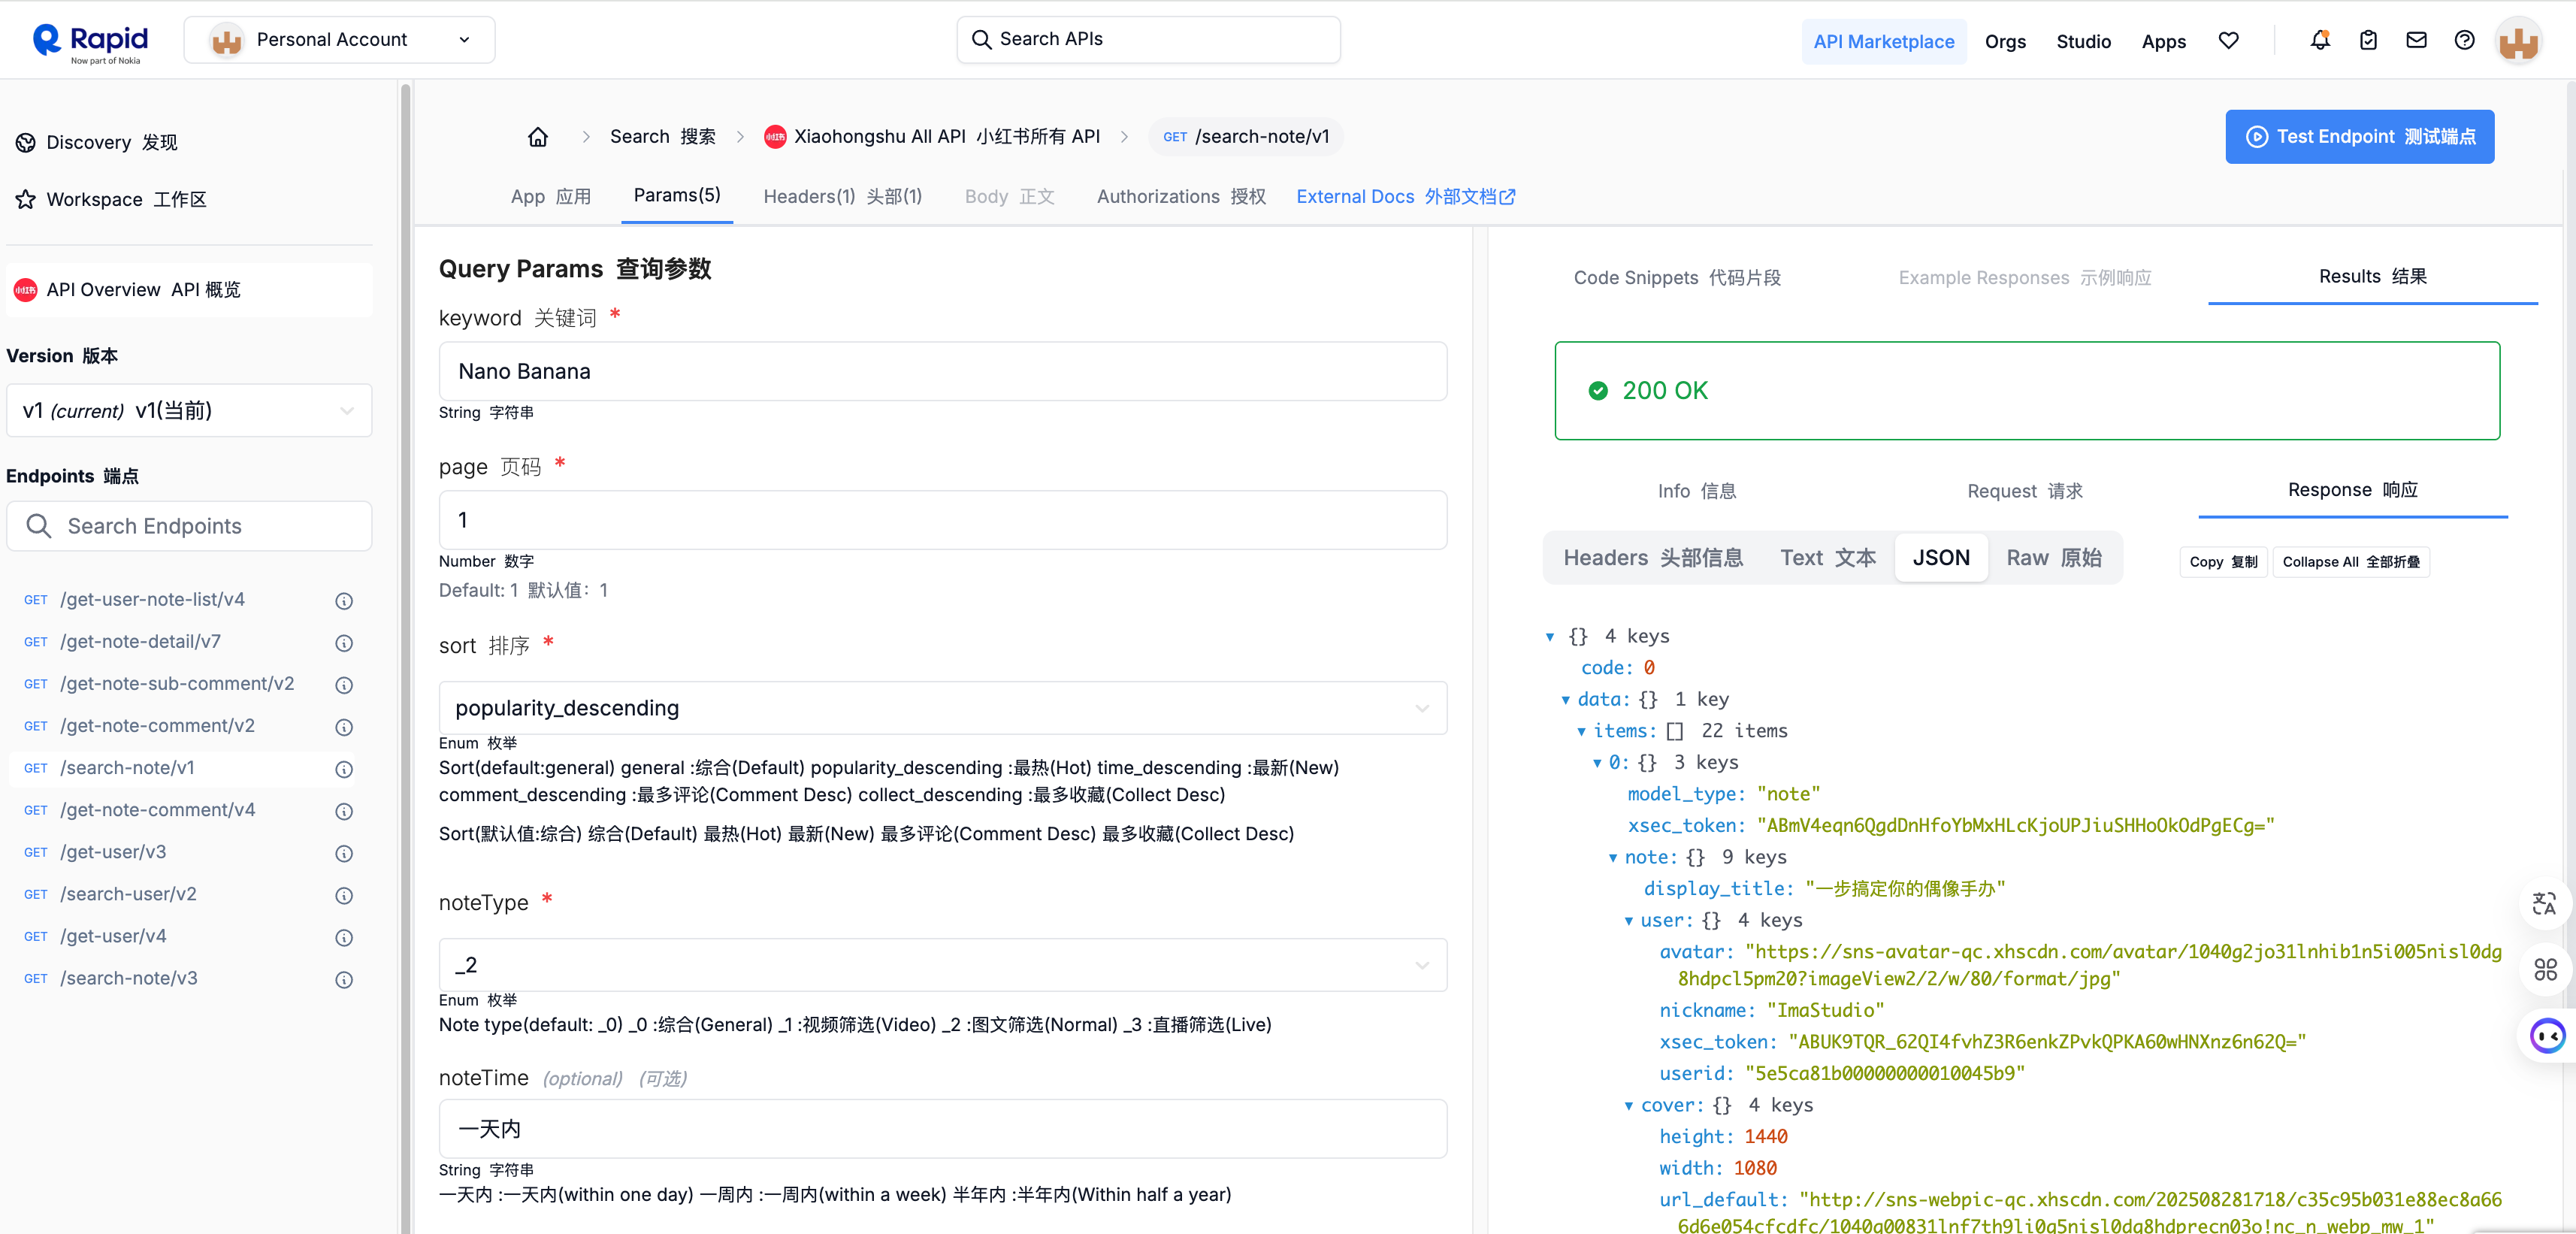 Rapid
Now part of Nokia
Personal Account
Search APIs
API Marketplace
Orgs
Studio
Apps
Discovery 发现
Workspace 工作区
小红书 API Overview API 概览
Version 版本
v1 (current) v1(当前)
Endpoints 端点
Search Endpoints
GET /get-user-note-list/v4
GET /get-note-detail/v7
GET /get-note-sub-comment/v2
GET /get-note-comment/v2
GET /search-note/v1
GET /get-note-comment/v4
GET /get-user/v3
GET /search-user/v2
GET /get-user/v4
GET /search-note/v3
Search 搜索 > 小红书 Xiaohongshu All API 小红书所有 API > GET /search-note/v1
Test Endpoint 测试端点
App 应用
Params(5)
Headers(1) 头部(1)
Body 正文
Authorizations 授权
External Docs 外部文档
Query Params 查询参数
keyword 关键词 *
Nano Banana
String 字符串
page 页码 *
1
Number 数字
Default: 1 默认值：1
sort 排序 *
popularity_descending
Enum 枚举
Sort(default:general) general :综合(Default) popularity_descending :最热(Hot) time_descending :最新(New)
comment_descending :最多评论(Comment Desc) collect_descending :最多收藏(Collect Desc)
Sort(默认值:综合) 综合(Default) 最热(Hot) 最新(New) 最多评论(Comment Desc) 最多收藏(Collect Desc)
noteType *
_2
Enum 枚举
Note type(default: _0) _0 :综合(General) _1 :视频筛选(Video) _2 :图文筛选(Normal) _3 :直播筛选(Live)
noteTime (optional) (可选)
一天内
String 字符串
一天内 :一天内(within one day) 一周内 :一周内(within a week) 半年内 :半年内(Within half a year)
Code Snippets 代码片段
Example Responses 示例响应
Results 结果
200 OK
Info 信息
Request 请求
Response 响应
Headers 头部信息
Text 文本
JSON
Raw 原始
Copy 复制
Collapse All 全部折叠
{} 4 keys
code: 0
data: {} 1 key
items: [] 22 items
0: {} 3 keys
model_type: "note"
xsec_token: "ABmV4eqn6QgdDnHfoYbMxHLcKjoUPJiuSHHoOkOdPgECg="
note: {} 9 keys
display_title: "一步搞定你的偶像手办"
user: {} 4 keys
avatar: "https://sns-avatar-qc.xhscdn.com/avatar/1040g2jo31lnhib1n5i005nisl0dg
8hdpcl5pm20?imageView2/2/w/80/format/jpg"
nickname: "ImaStudio"
xsec_token: "ABUK9TQR_62QI4fvhZ3R6enkZPvkQPKA60wHNXnz6n62Q="
userid: "5e5ca81b00000000010045b9"
cover: {} 4 keys
height: 1440
width: 1080
url_default: "http://sns-webpic-qc.xhscdn.com/202508281718/c35c95b031e88ec8a66
6d6e054cfcdfc/1040g00831lnf7th9li0g5nisl0dg8hdprecn03o!nc_n_webp_mw_1"